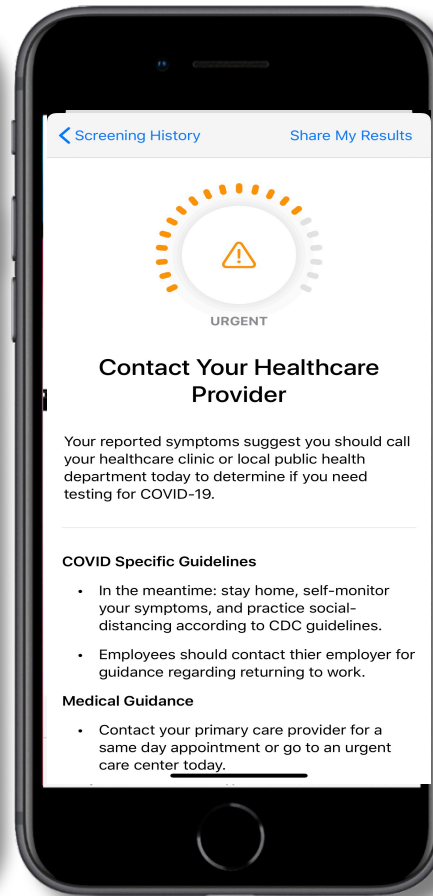 Screening History
Share My Results
URGENT
Contact Your Healthcare
Provider
Your reported symptoms suggest you should call
your healthcare clinic or local public health
department today to determine if you need
testing for COVID-19.
COVID Specific Guidelines
• In the meantime: stay home, self-monitor
your symptoms, and practice social-
distancing according to CDC guidelines.
• Employees should contact thier employer for
guidance regarding returning to work.
Medical Guidance
• Contact your primary care provider for a
same day appointment or go to an urgent
care center today.